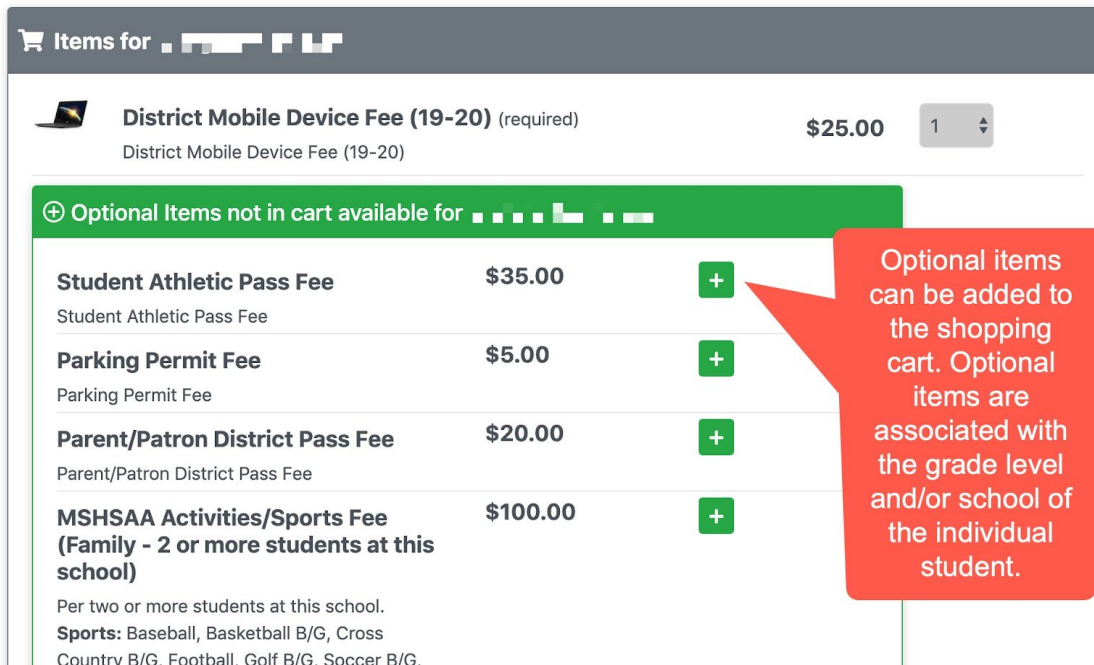 Items for
District Mobile Device Fee (19-20) (required)
$25.00
1
District Mobile Device Fee (19-20)
Optional Items not in cart available for
Student Athletic Pass Fee
$35.00
+
Student Athletic Pass Fee
Parking Permit Fee
$5.00
+
Parking Permit Fee
Parent/Patron District Pass Fee
$20.00
+
Parent/Patron District Pass Fee
MSHSAA Activities/Sports Fee
(Family - 2 or more students at this
school)
$100.00
+
Per two or more students at this school.
Sports: Baseball, Basketball B/G, Cross
Country B/G, Football, Golf B/G, Soccer B/G,
Optional items
can be added to
the shopping
cart. Optional
items are
associated with
the grade level
and/or school of
the individual
student.